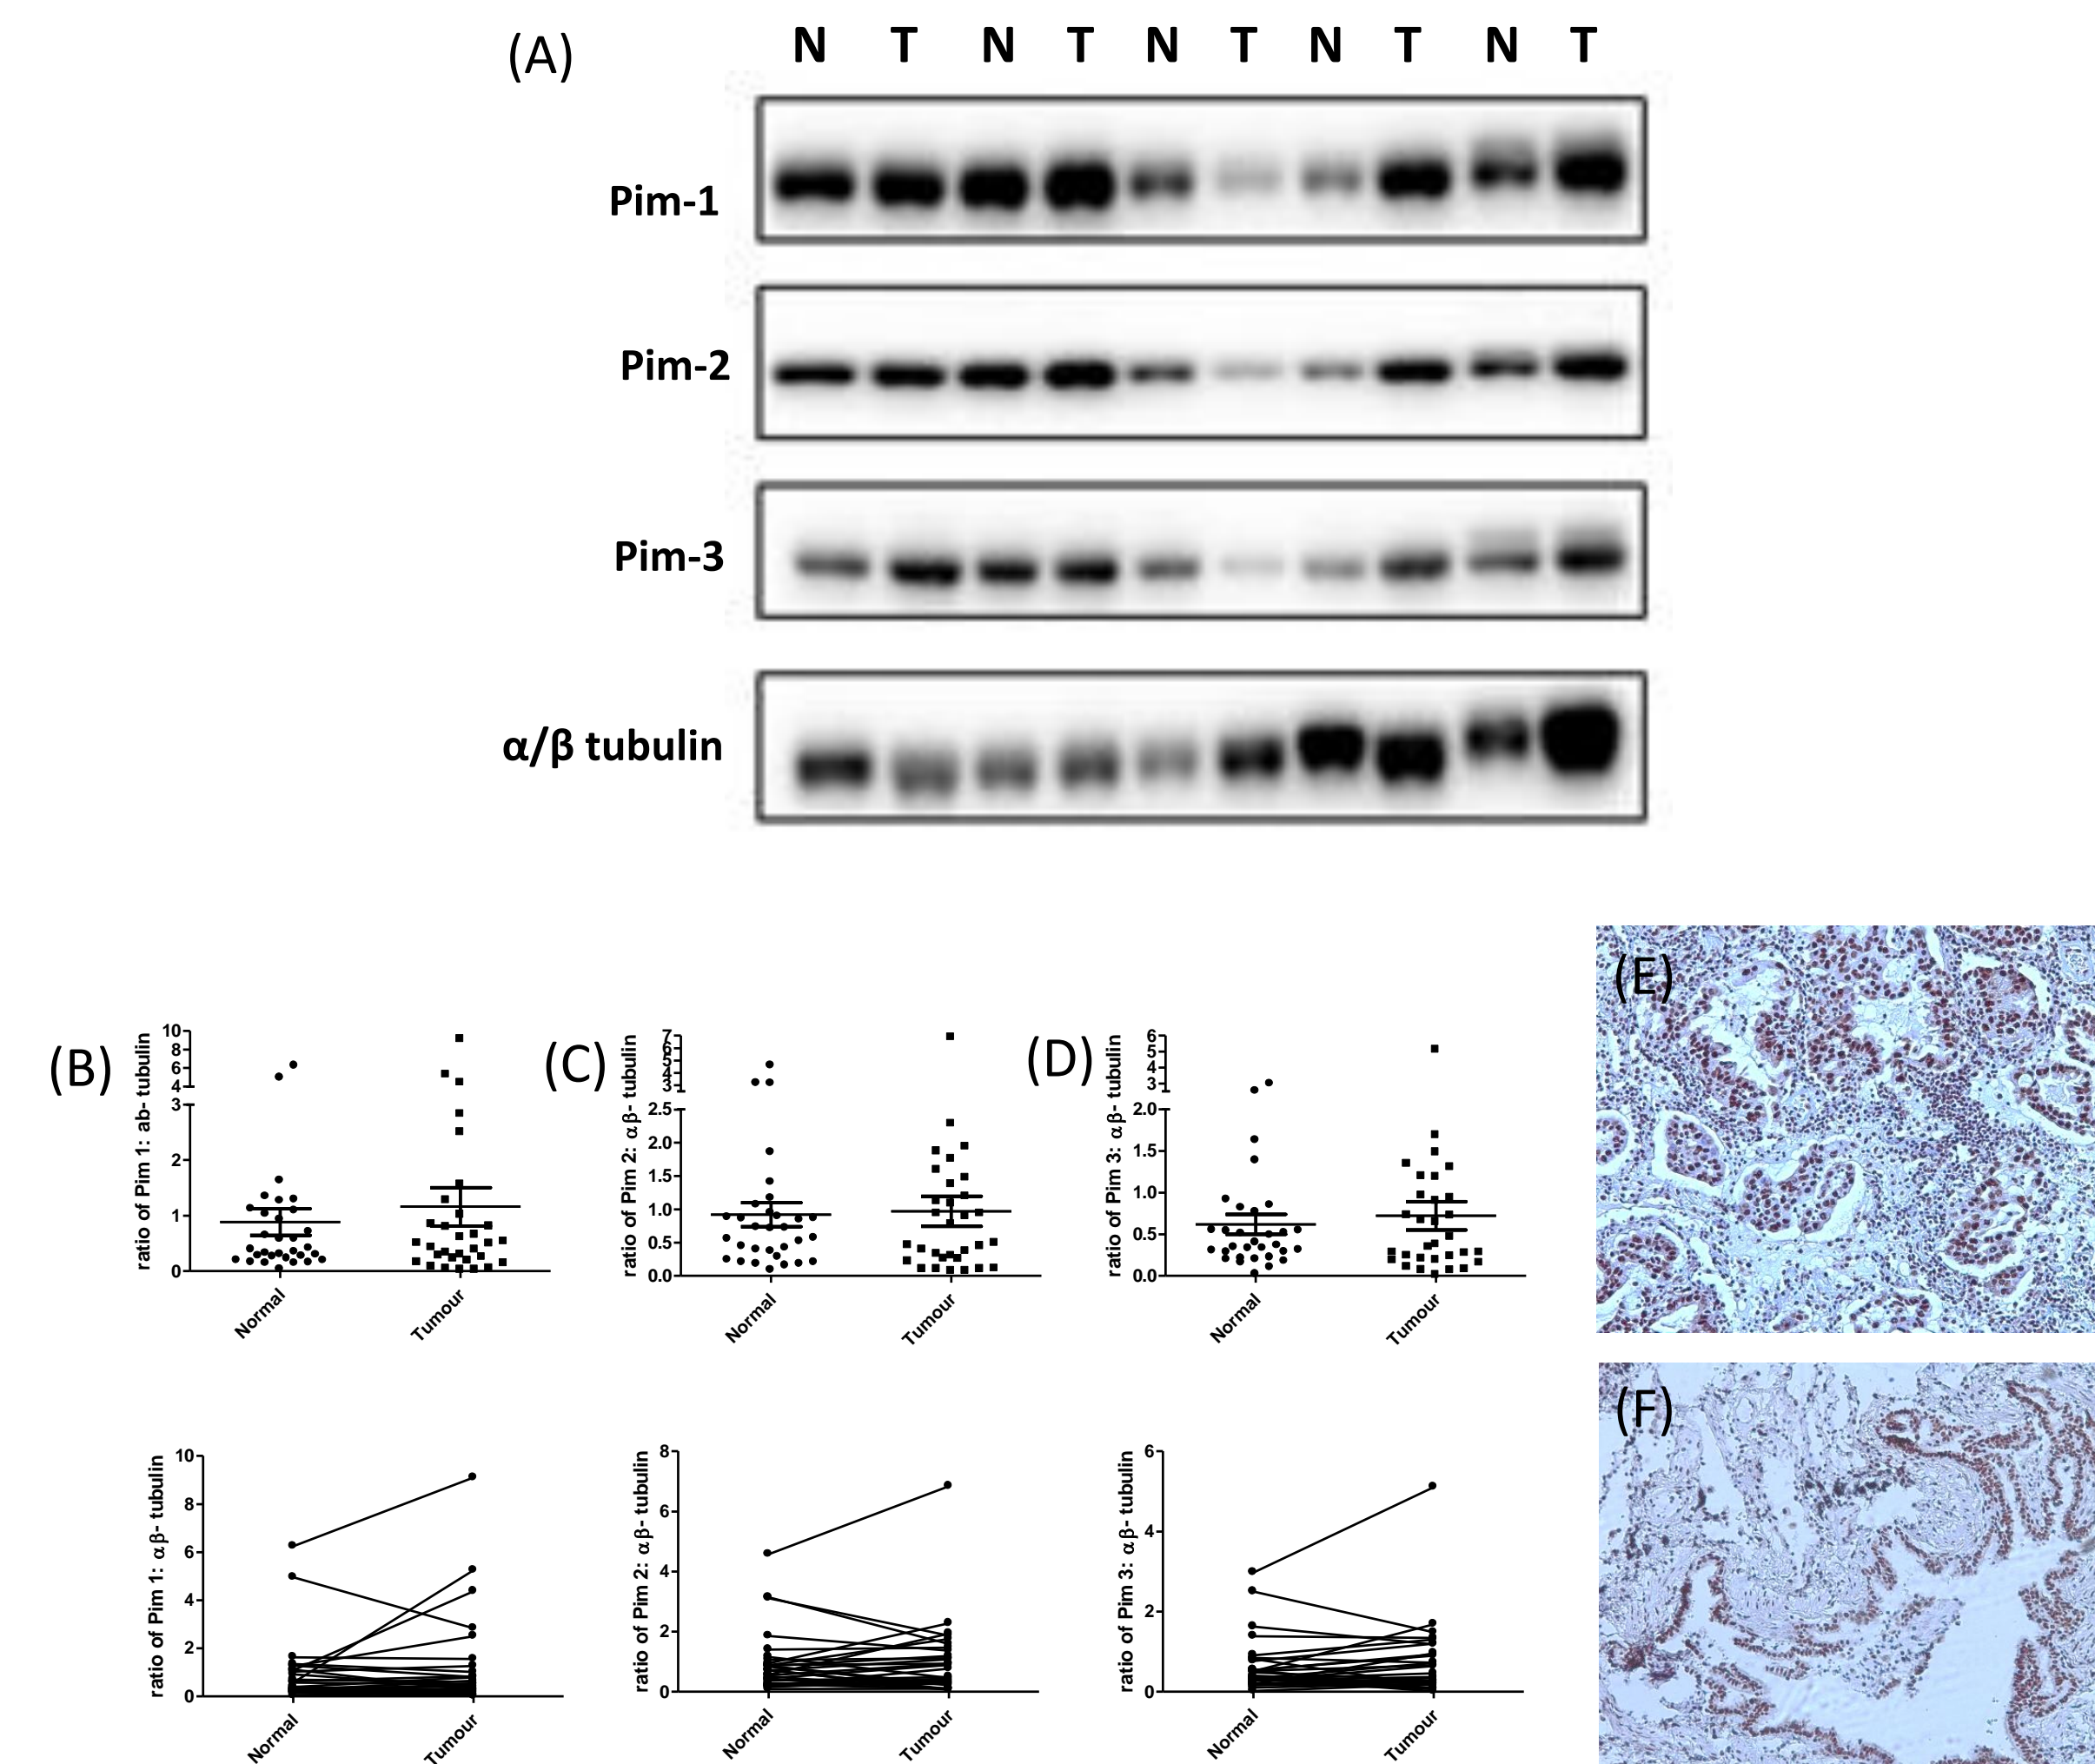 (A)
N T N T N T N T N T
Pim-1
Pim-2
Pim-3
α/β tubulin
(B)
ratio of Pim 1: ab- tubulin
10
8
6
4
3
2
1
0
Normal
Tumour
(C)
ratio of Pim 2: αβ- tubulin
7
6
5
4
3
2.5
2.0
1.5
1.0
0.5
0.0
Normal
Tumour
(D)
ratio of Pim 3: αβ- tubulin
6
5
4
3
2.0
1.5
1.0
0.5
0.0
Normal
Tumour
(E)
ratio of Pim 1: αβ- tubulin
10
8
6
4
2
0
Normal
Tumour
ratio of Pim 2: αβ- tubulin
8
6
4
2
0
Normal
Tumour
ratio of Pim 3: αβ- tubulin
6
4
2
0
Normal
Tumour
(F)